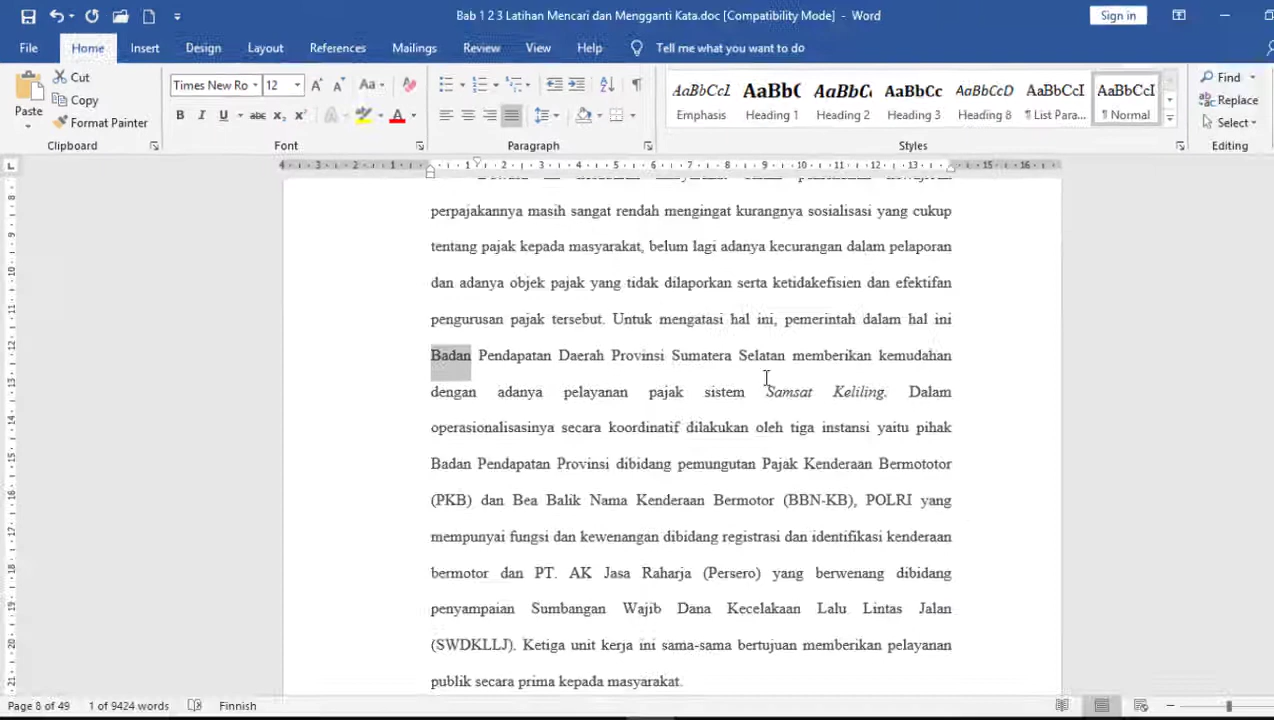 Bab 1 2 3 Latihan Mencari dan Mengganti Kata.doc [Compatibility Mode] - Word
Sign in
File Home Insert Design Layout References Mailings Review View Help Tell me what you want to do
Paste
Cut
Copy
Format Painter
Clipboard
Times New Ro 12
Font
Paragraph
AaBbCcI AaBbC AaBbC AaBbCc AaBbCcD AaBbCcI AaBbCcI
Emphasis Heading 1 Heading 2 Heading 3 Heading 8 ¶ List Para... ¶ Normal
Styles
Find
Replace
Select
Editing
perpajakannya masih sangat rendah mengingat kurangnya sosialisasi yang cukup
tentang pajak kepada masyarakat, belum lagi adanya kecurangan dalam pelaporan
dan adanya objek pajak yang tidak dilaporkan serta ketidakefisien dan efektifan
pengurusan pajak tersebut. Untuk mengatasi hal ini, pemerintah dalam hal ini
Badan Pendapatan Daerah Provinsi Sumatera Selatan memberikan kemudahan
dengan adanya pelayanan pajak sistem Samsat Keliling. Dalam
operasionalisasinya secara koordinatif dilakukan oleh tiga instansi yaitu pihak
Badan Pendapatan Provinsi dibidang pemungutan Pajak Kenderaan Bermototor
(PKB) dan Bea Balik Nama Kenderaan Bermotor (BBN-KB), POLRI yang
mempunyai fungsi dan kewenangan dibidang registrasi dan identifikasi kenderaan
bermotor dan PT. AK Jasa Raharja (Persero) yang berwenang dibidang
penyampaian Sumbangan Wajib Dana Kecelakaan Lalu Lintas Jalan
(SWDKLLJ). Ketiga unit kerja ini sama-sama bertujuan memberikan pelayanan
publik secara prima kepada masyarakat.
Page 8 of 49 1 of 9424 words Finnish